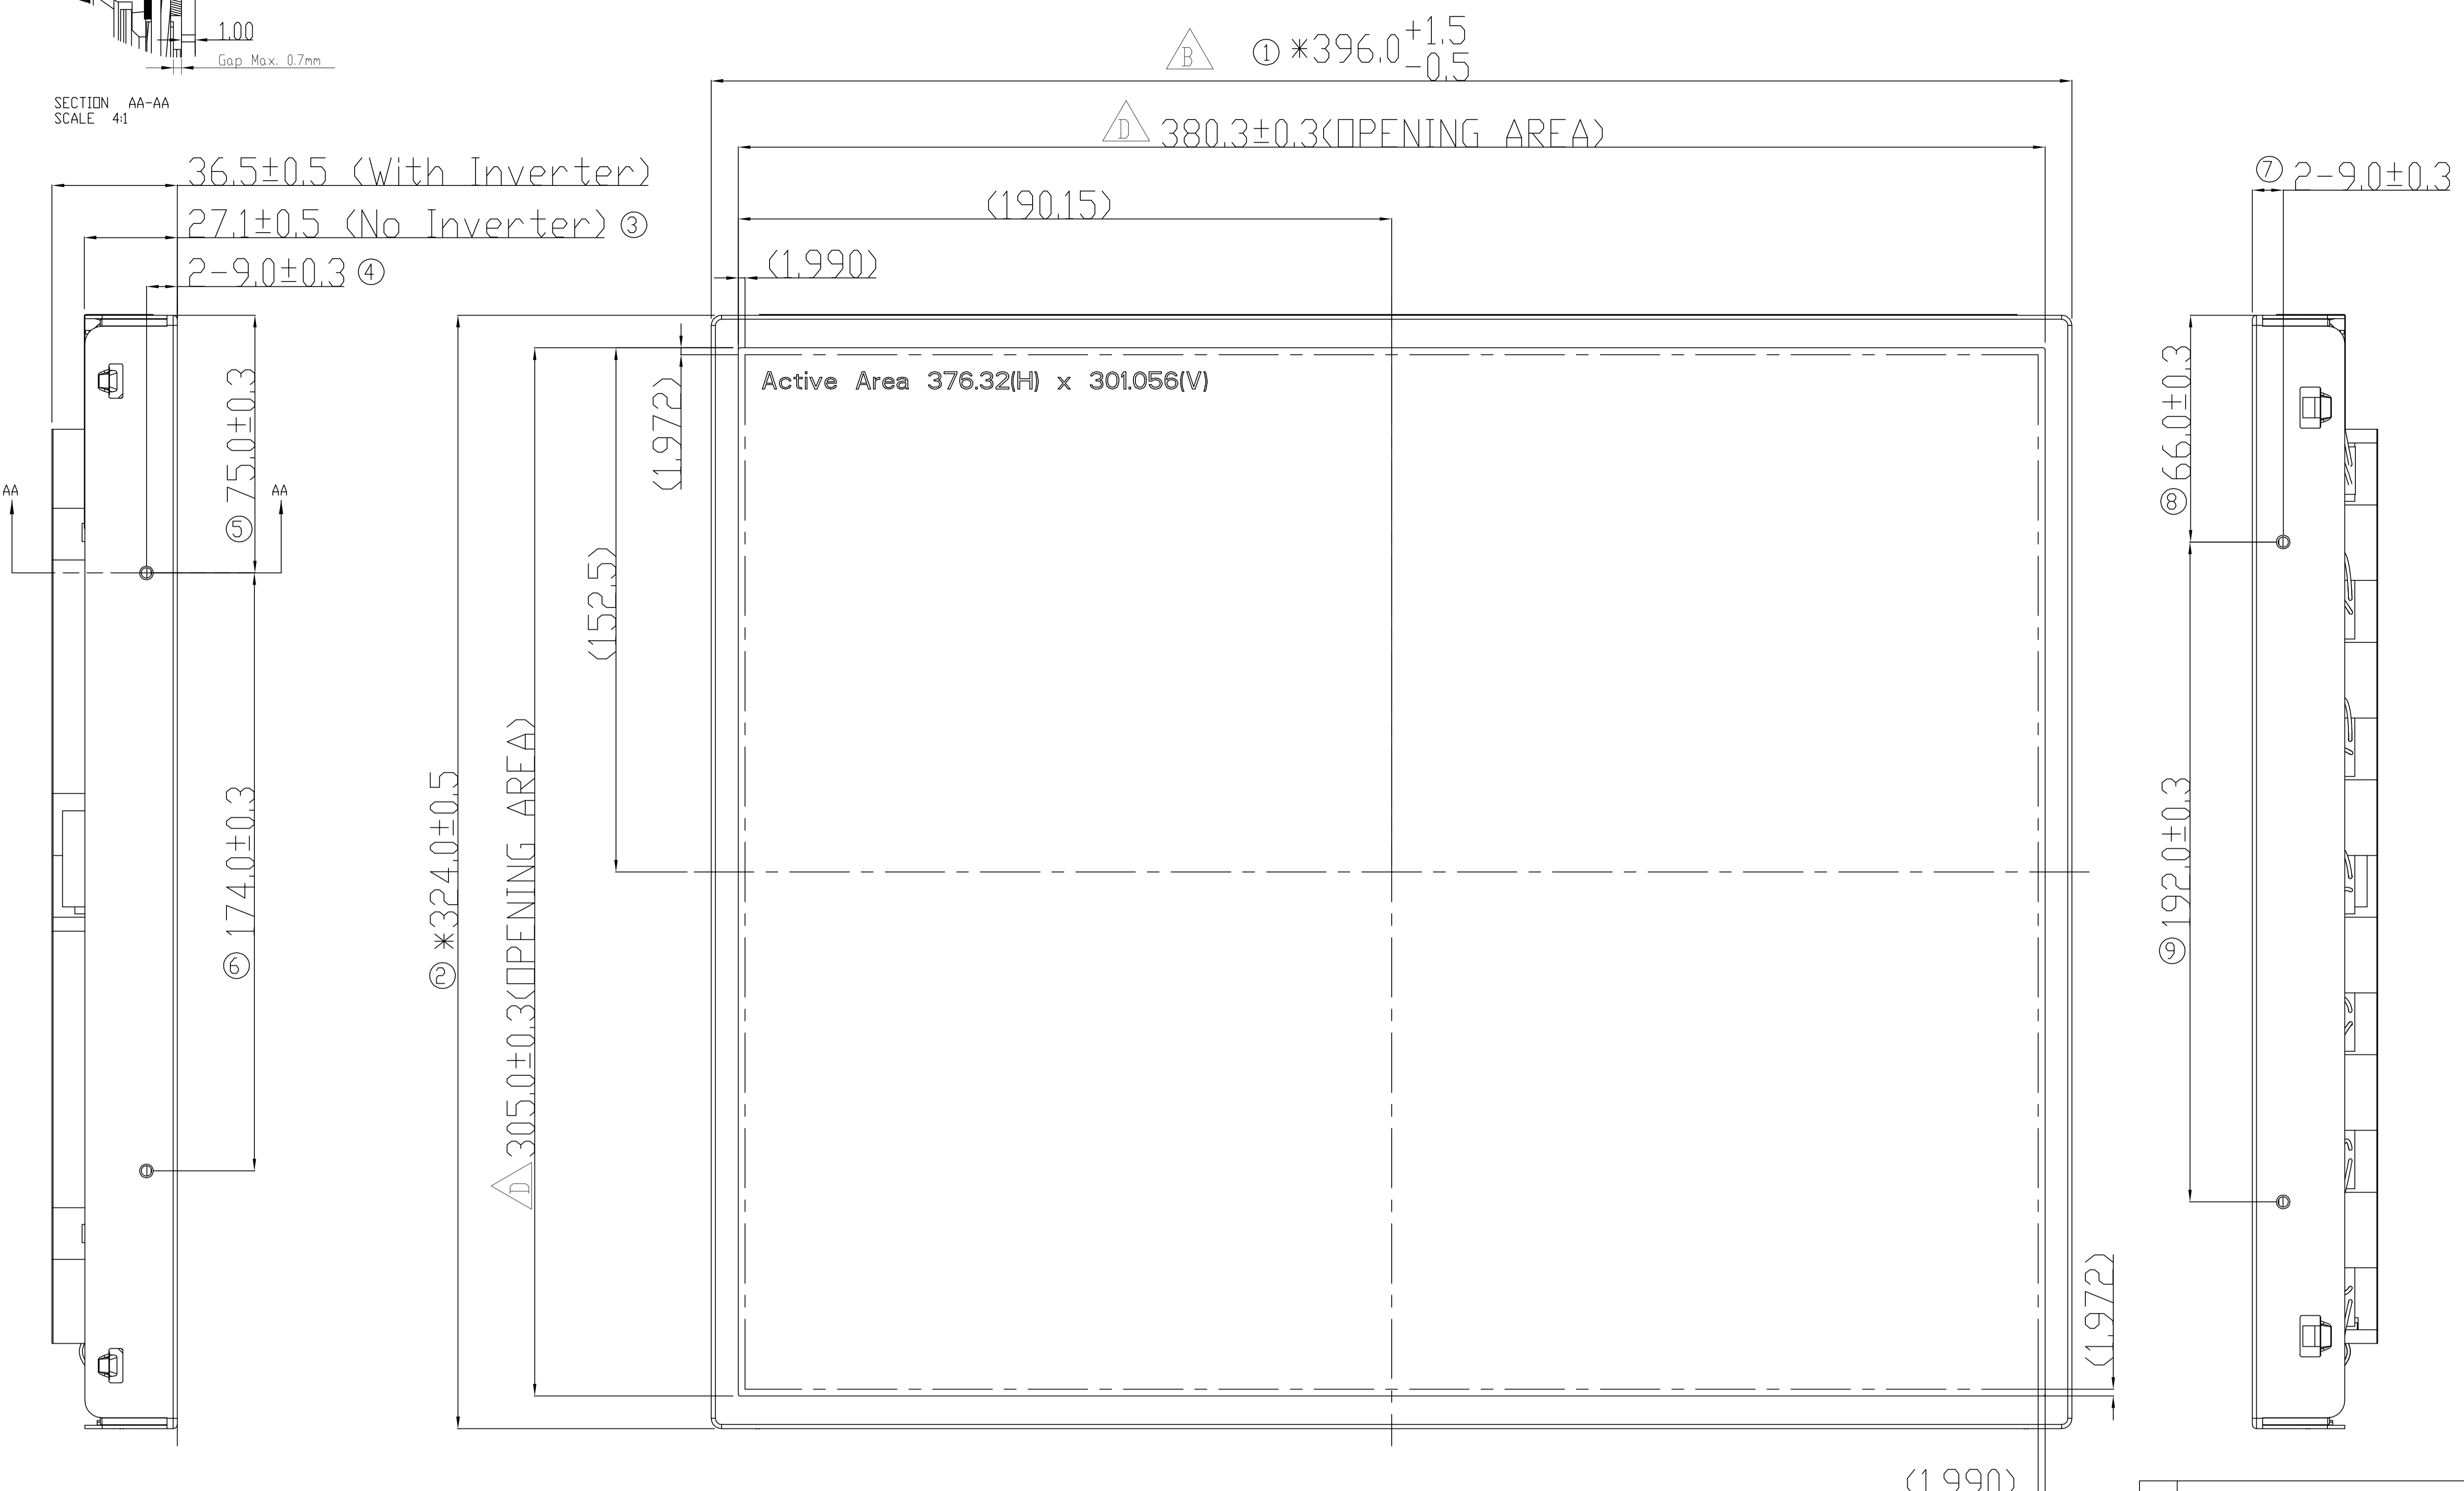 1.00
Gap Max. 0.7mm
SECTION AA-AA
SCALE 4:1
B ① *396.0 +1.5 -0.5
D 380.3±0.3(OPENING AREA)
36.5±0.5 (With Inverter)
27.1±0.5 (No Inverter) ③
2-9.0±0.3 ④
(190.15)
(1.990)
⑦ 2-9.0±0.3
Active Area 376.32(H) x 301.056(V)
(1.972)
⑤ 75.0±0.3
AA
AA
⑧ 66.0±0.3
(152.5)
⑥ 174.0±0.3
② *324.0±0.5
D 305.0±0.3(OPENING AREA)
⑨ 192.0±0.3
(1.972)
(1.990)